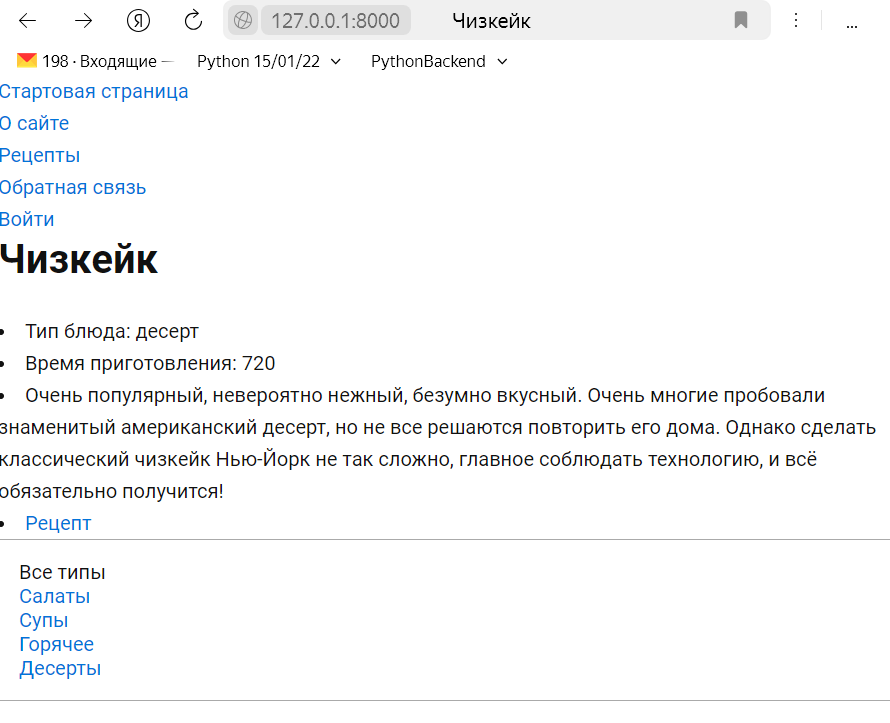 Я 127.0.0.1:8000 Чизкейк
198 · Входящие — Python 15/01/22 PythonBackend
Стартовая страница
О сайте
Рецепты
Обратная связь
Войти
Чизкейк
• Тип блюда: десерт
• Время приготовления: 720
• Очень популярный, невероятно нежный, безумно вкусный. Очень многие пробовали
знаменитый американский десерт, но не все решаются повторить его дома. Однако сделать
классический чизкейк Нью-Йорк не так сложно, главное соблюдать технологию, и всё
обязательно получится!
• Рецепт
Все типы
Салаты
Супы
Горячее
Десерты